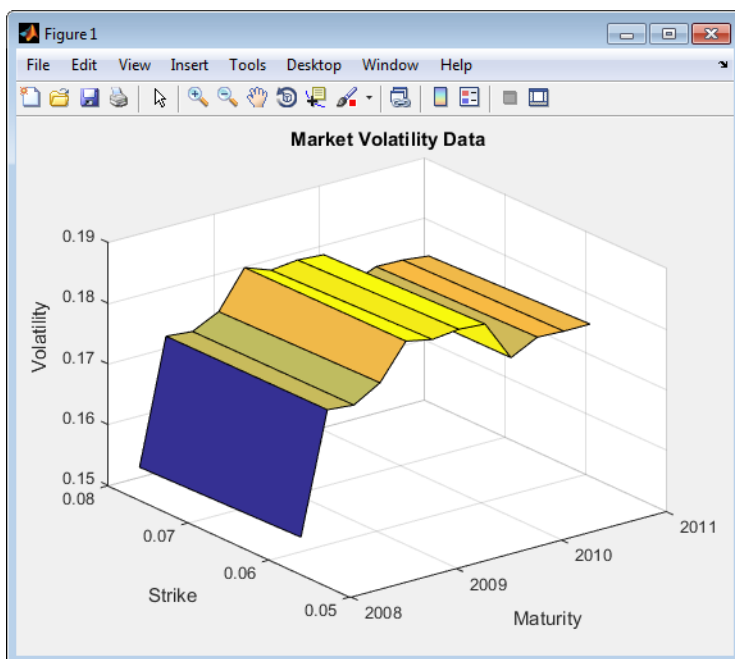 Figure 1
File Edit View Insert Tools Desktop Window Help
Market Volatility Data
0.19
0.18
0.17
0.16
0.15
Volatility
0.08
0.07
0.06
0.05
Strike
2008
2009
2010
2011
Maturity